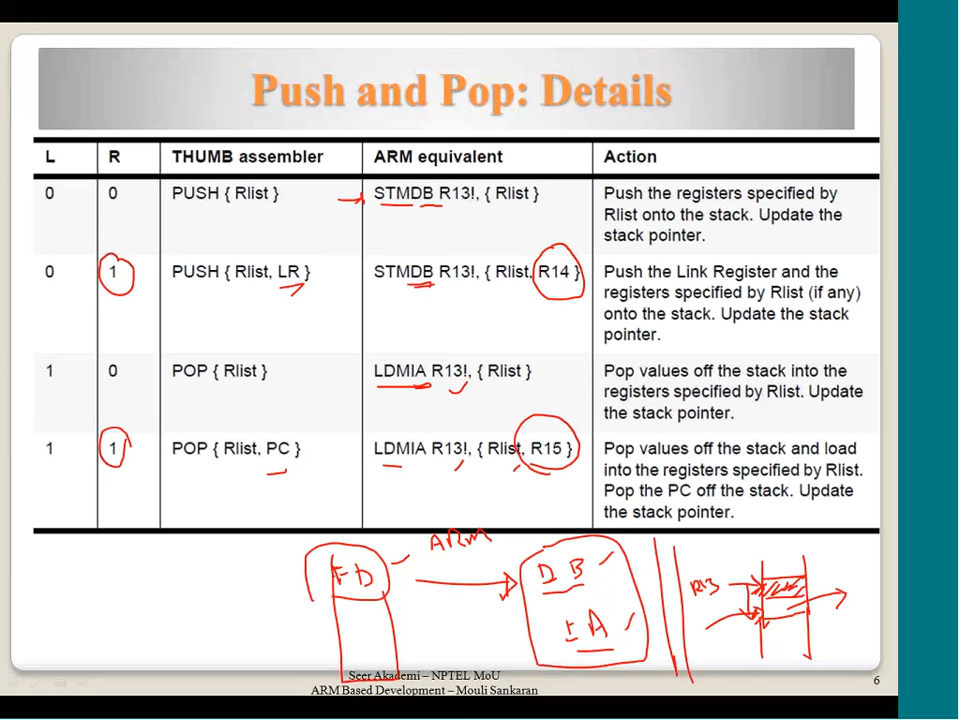 Push and Pop: Details
L R THUMB assembler ARM equivalent Action
0 0 PUSH { Rlist } STMDB R13!, { Rlist } Push the registers specified by
Rlist onto the stack. Update the
stack pointer.
0 1 PUSH { Rlist, LR } STMDB R13!, { Rlist, R14 } Push the Link Register and the
registers specified by Rlist (if any)
onto the stack. Update the stack
pointer.
1 0 POP { Rlist } LDMIA R13!, { Rlist } Pop values off the stack into the
registers specified by Rlist. Update
the stack pointer.
1 1 POP { Rlist, PC } LDMIA R13!, { Rlist, R15 } Pop values off the stack and load
into the registers specified by Rlist.
Pop the PC off the stack. Update
the stack pointer.
ARM
FD DB R13
IA
Seer Akademi – NPTEL MoU
ARM Based Development – Mouli Sankaran 6